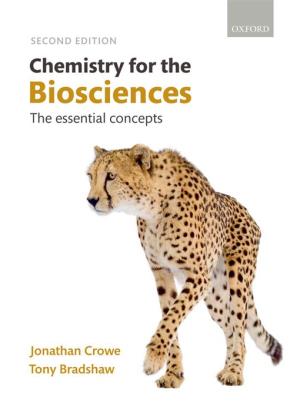 OXFORD
SECOND EDITION
Chemistry for the
Biosciences
The essential concepts
Jonathan Crowe
Tony Bradshaw